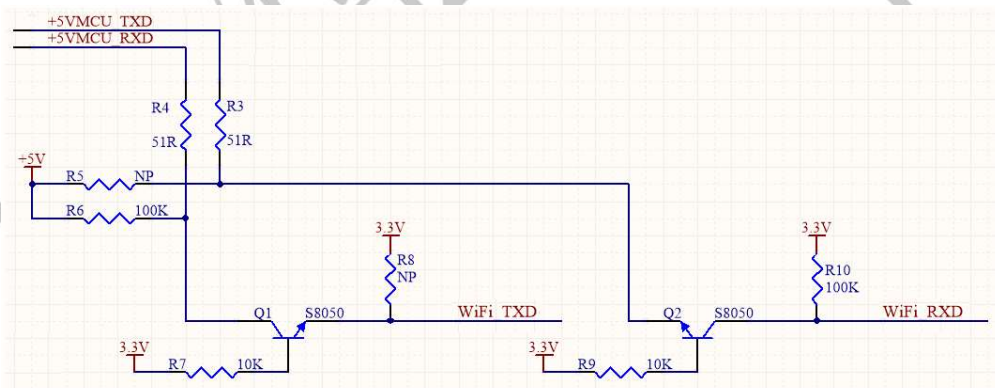 +5VMCU_TXD
+5VMCU_RXD
R4 R3
51R 51R
+5V
R5 NP
R6 100K
3.3V 3.3V
R8 R10
NP 100K
Q1 S8050 WiFi_TXD Q2 S8050 WiFi_RXD
3.3V 3.3V
R7 10K R9 10K